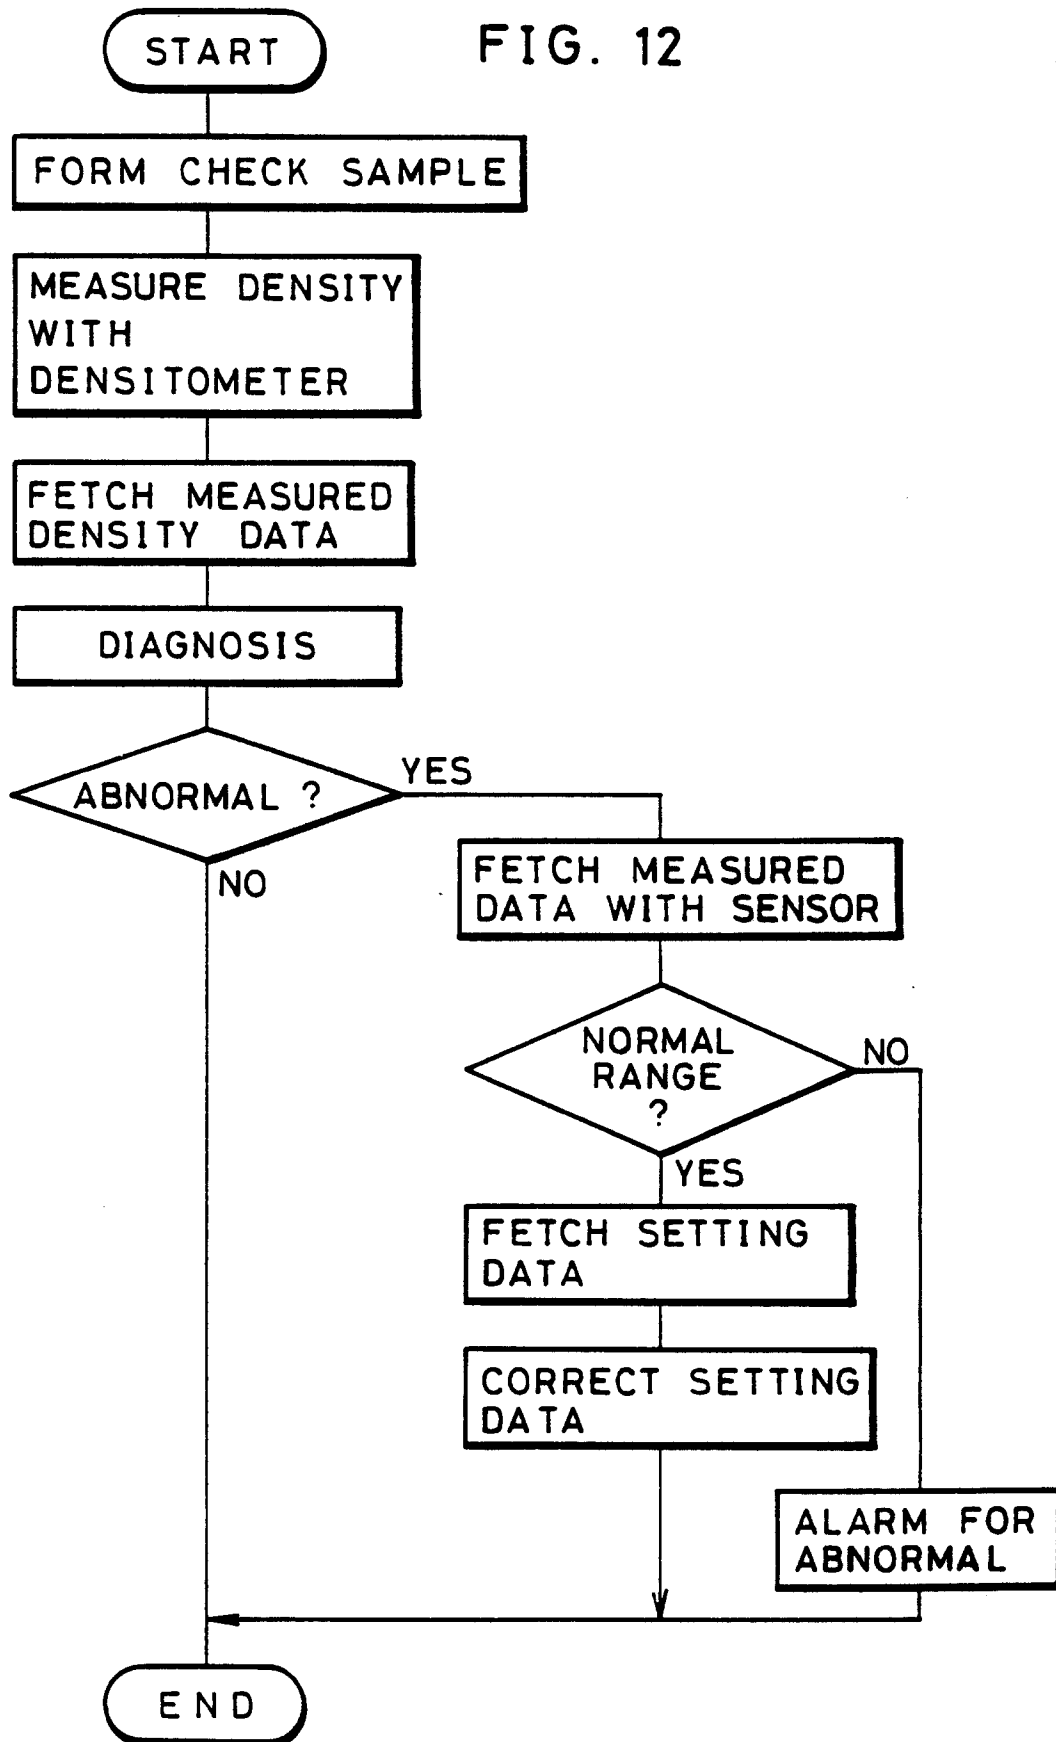 START
FIG. 12
FORM CHECK SAMPLE
MEASURE DENSITY
WITH
DENSITOMETER
FETCH MEASURED
DENSITY DATA
DIAGNOSIS
ABNORMAL ?
YES
NO
FETCH MEASURED
DATA WITH SENSOR
NORMAL
RANGE
?
NO
YES
FETCH SETTING
DATA
CORRECT SETTING
DATA
ALARM FOR
ABNORMAL
END